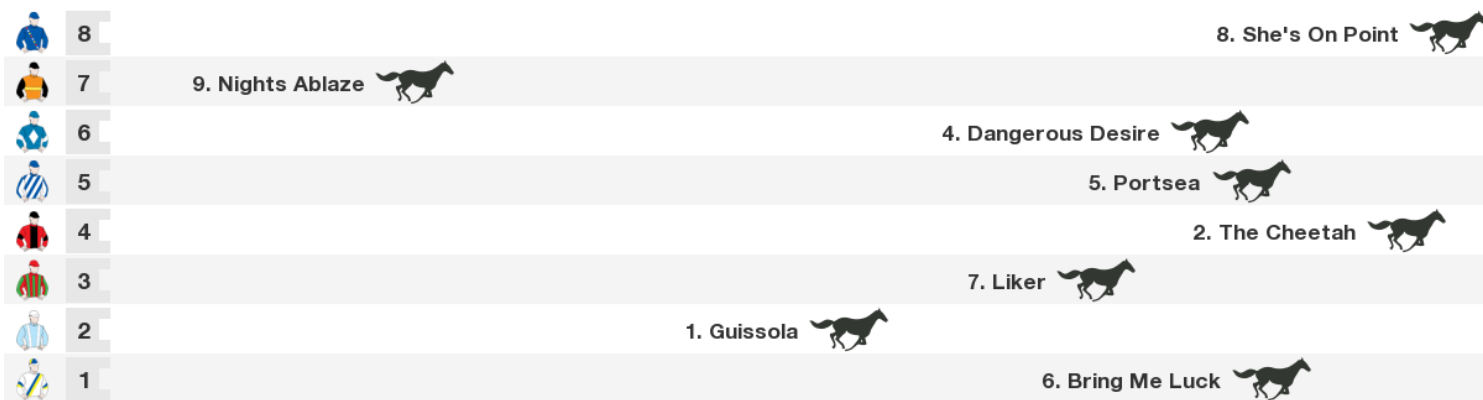 8 8. She's On Point
7 9. Nights Ablaze
6 4. Dangerous Desire
5 5. Portsea
4 2. The Cheetah
3 7. Liker
2 1. Guissola
1 6. Bring Me Luck